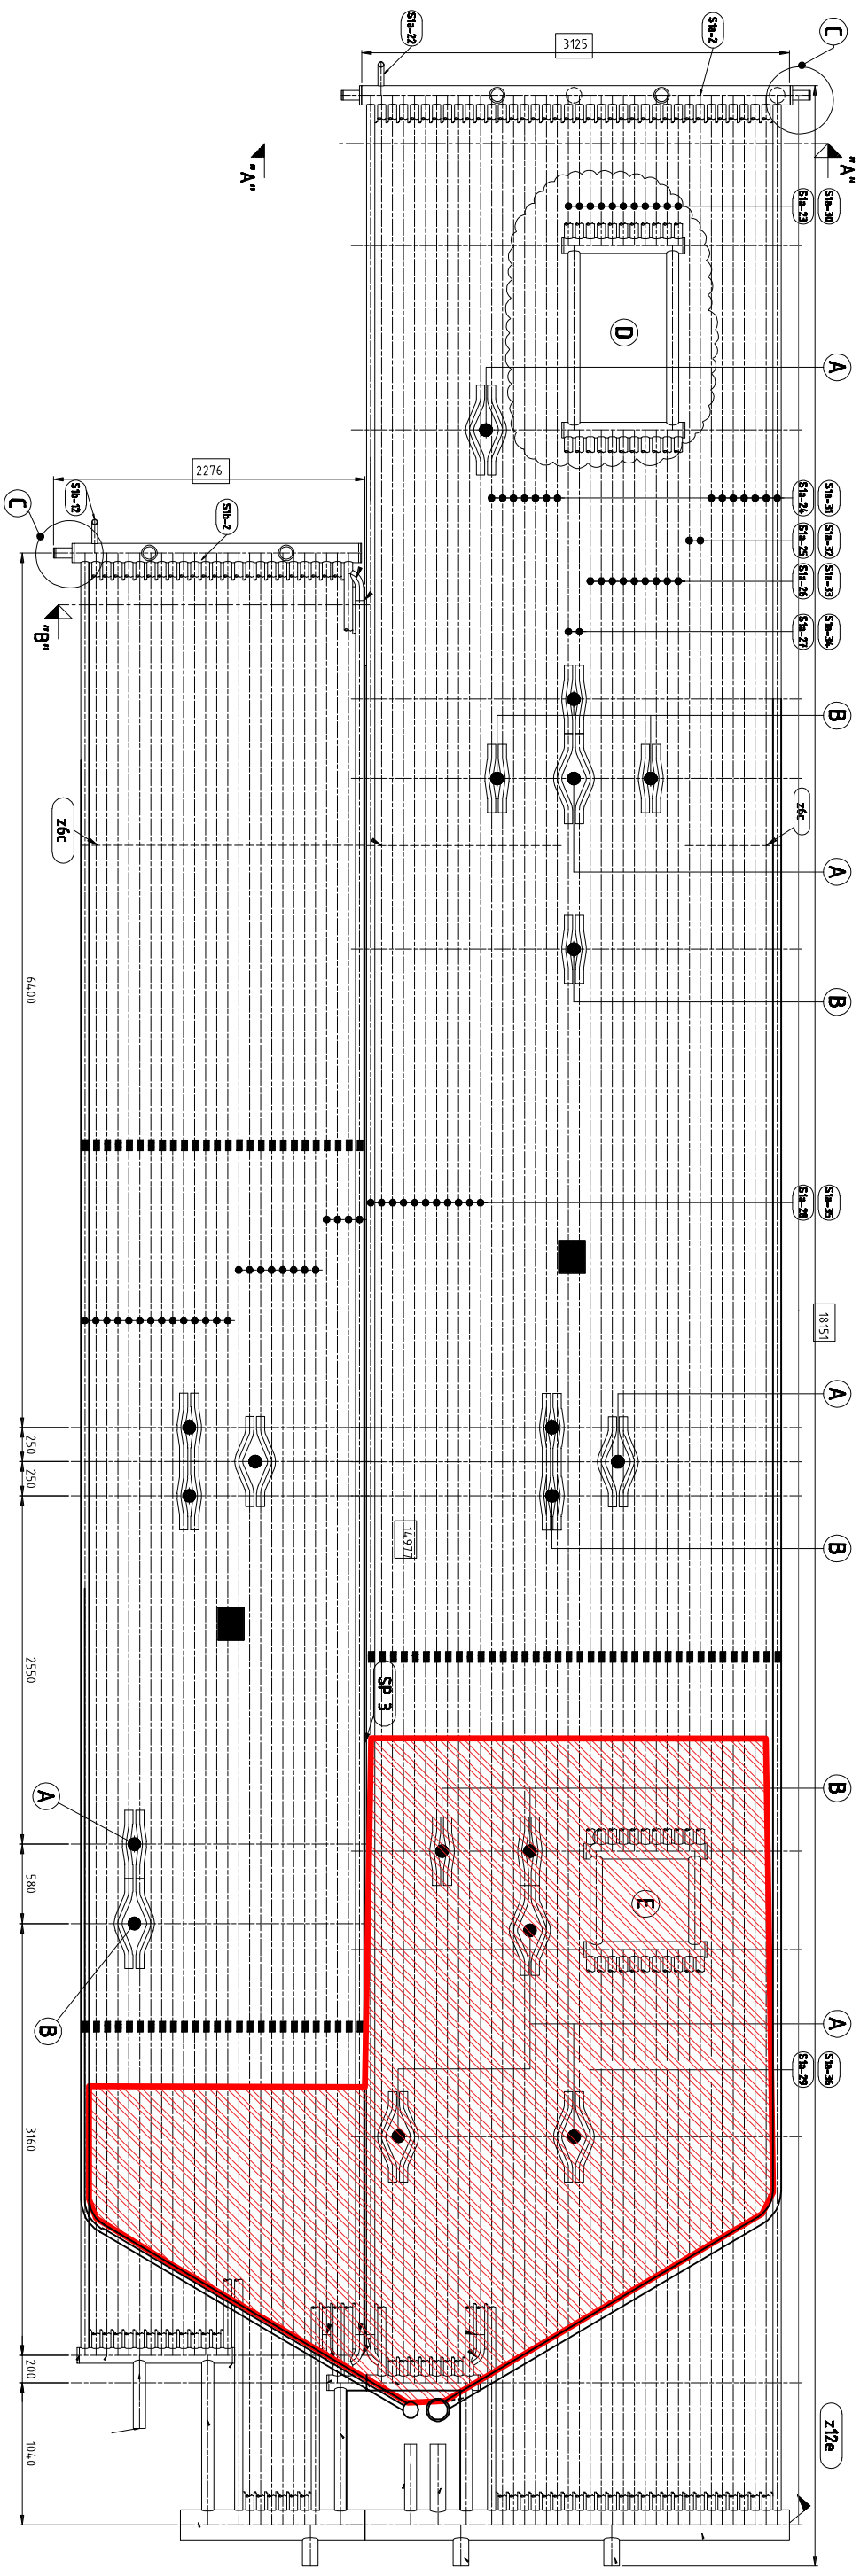 C
S1a-22
3125
S1a-2
"A"
"A"
S1a-23
S1a-30
D
A
2276
S1b-12
S1b-2
C
S1a-24
S1a-31
S1a-25
S1a-32
S1a-26
S1a-33
S1a-27
S1a-34
"B"
B
z6c
z6c
A
6400
B
S1a-28
S1a-35
18151
A
250
250
14977
B
2550
SP 3
B
A
580
E
A
B
S1a-29
S1a-36
3160
200
z12e
1040